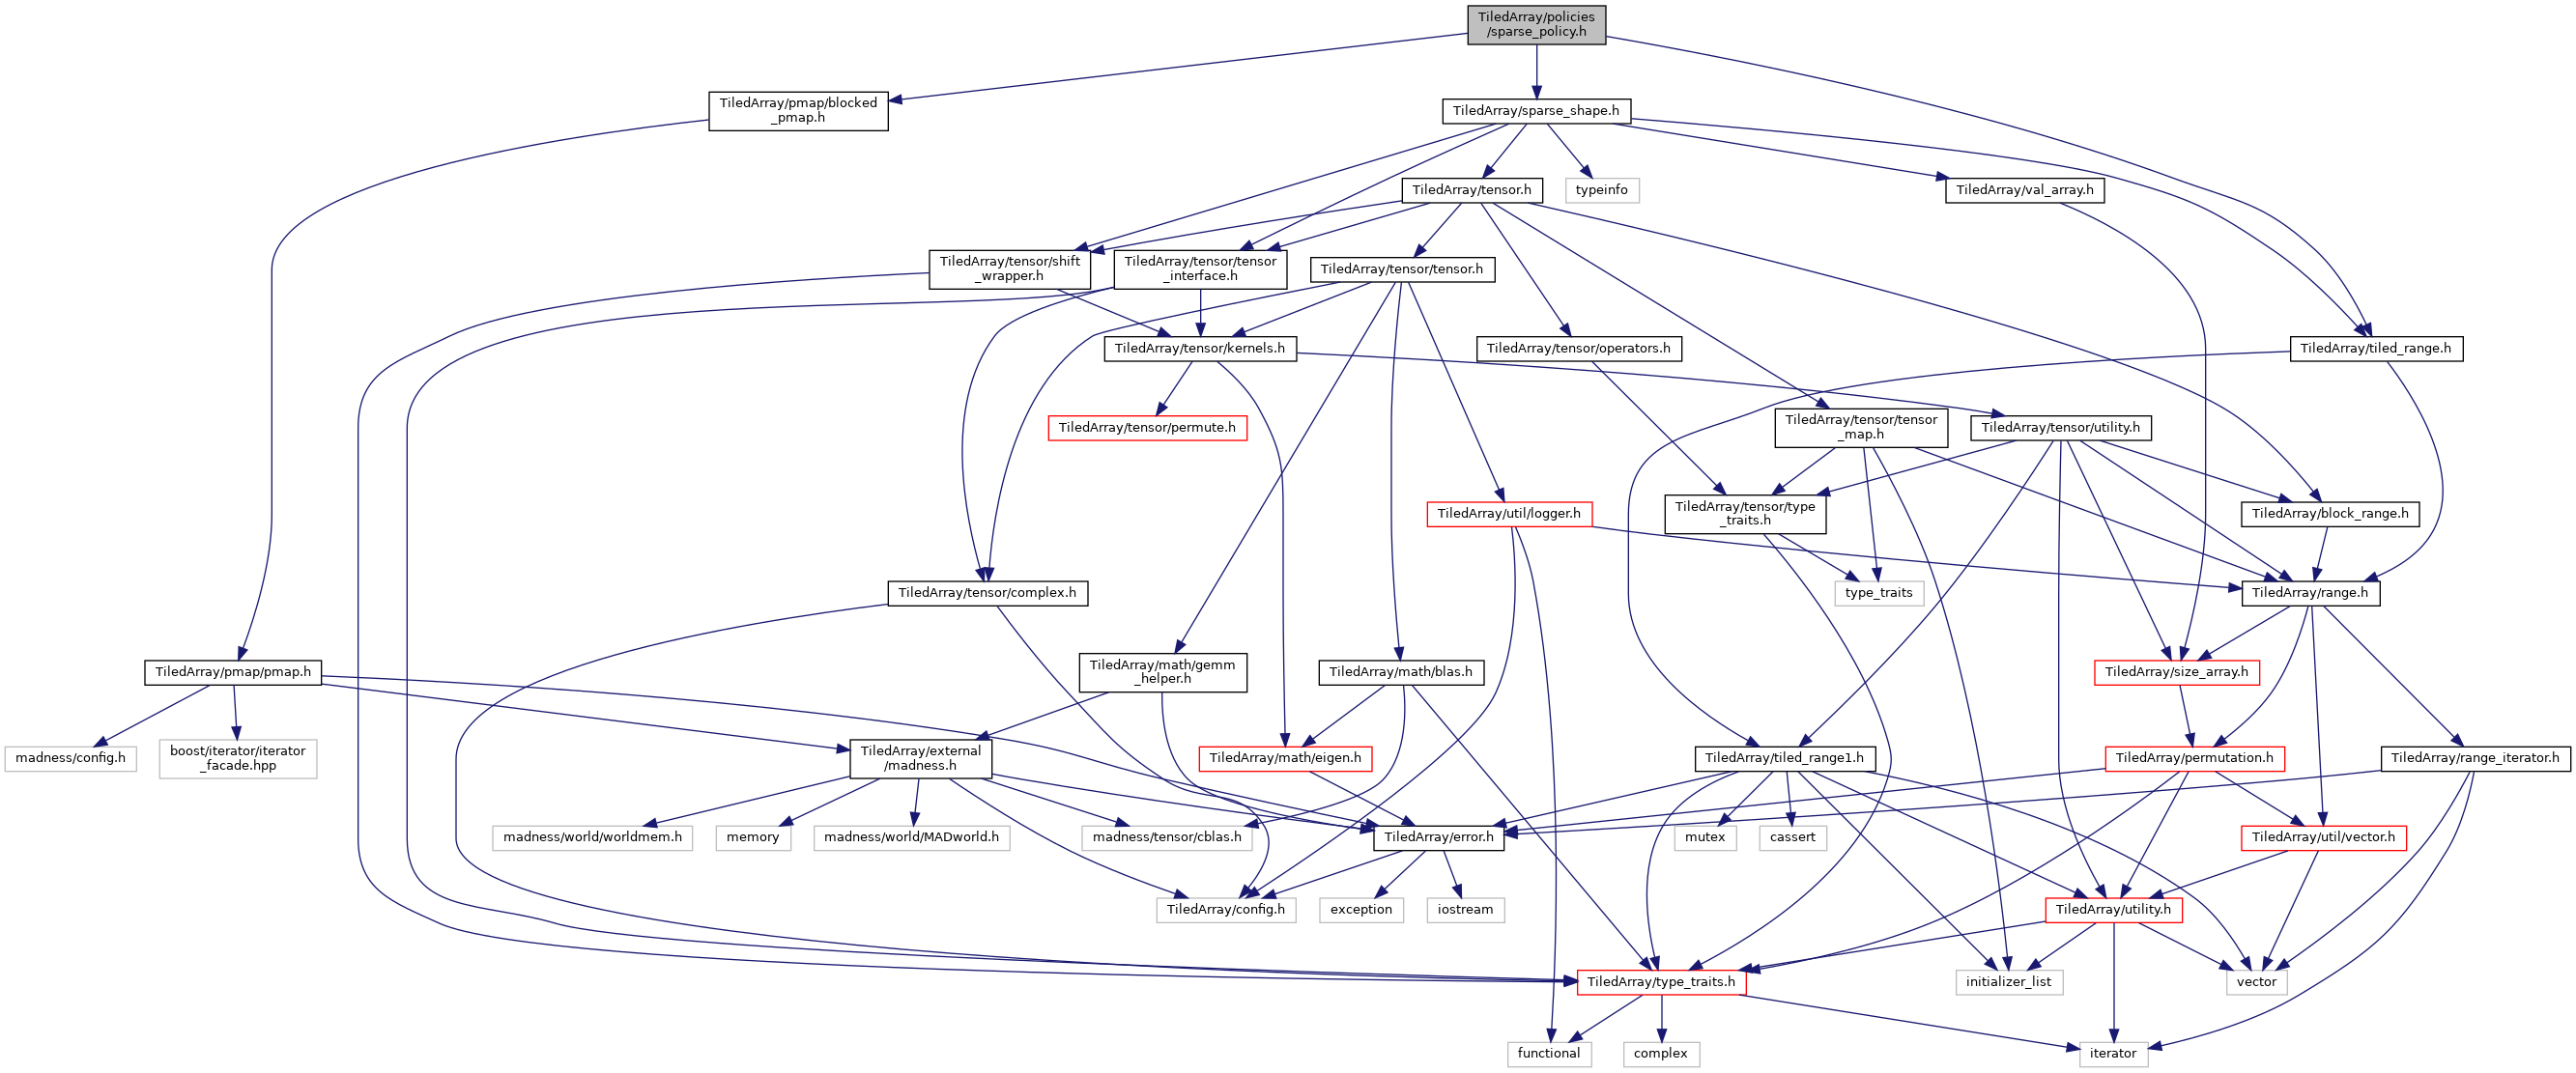 TiledArray/policies
/sparse_policy.h
TiledArray/pmap/blocked
_pmap.h
TiledArray/sparse_shape.h
TiledArray/tensor.h
typeinfo
TiledArray/val_array.h
TiledArray/tensor/shift
_wrapper.h
TiledArray/tensor/tensor
_interface.h
TiledArray/tensor/tensor.h
TiledArray/tensor/kernels.h
TiledArray/tensor/operators.h
TiledArray/tiled_range.h
TiledArray/tensor/permute.h
TiledArray/tensor/tensor
_map.h
TiledArray/tensor/utility.h
TiledArray/util/logger.h
TiledArray/tensor/type
_traits.h
TiledArray/block_range.h
TiledArray/tensor/complex.h
type_traits
TiledArray/range.h
TiledArray/pmap/pmap.h
TiledArray/math/gemm
_helper.h
TiledArray/math/blas.h
TiledArray/size_array.h
madness/config.h
boost/iterator/iterator
_facade.hpp
TiledArray/external
/madness.h
TiledArray/math/eigen.h
TiledArray/tiled_range1.h
TiledArray/permutation.h
TiledArray/range_iterator.h
madness/world/worldmem.h
memory
madness/world/MADworld.h
madness/tensor/cblas.h
TiledArray/error.h
mutex
cassert
TiledArray/util/vector.h
TiledArray/config.h
exception
iostream
TiledArray/utility.h
TiledArray/type_traits.h
initializer_list
vector
functional
complex
iterator